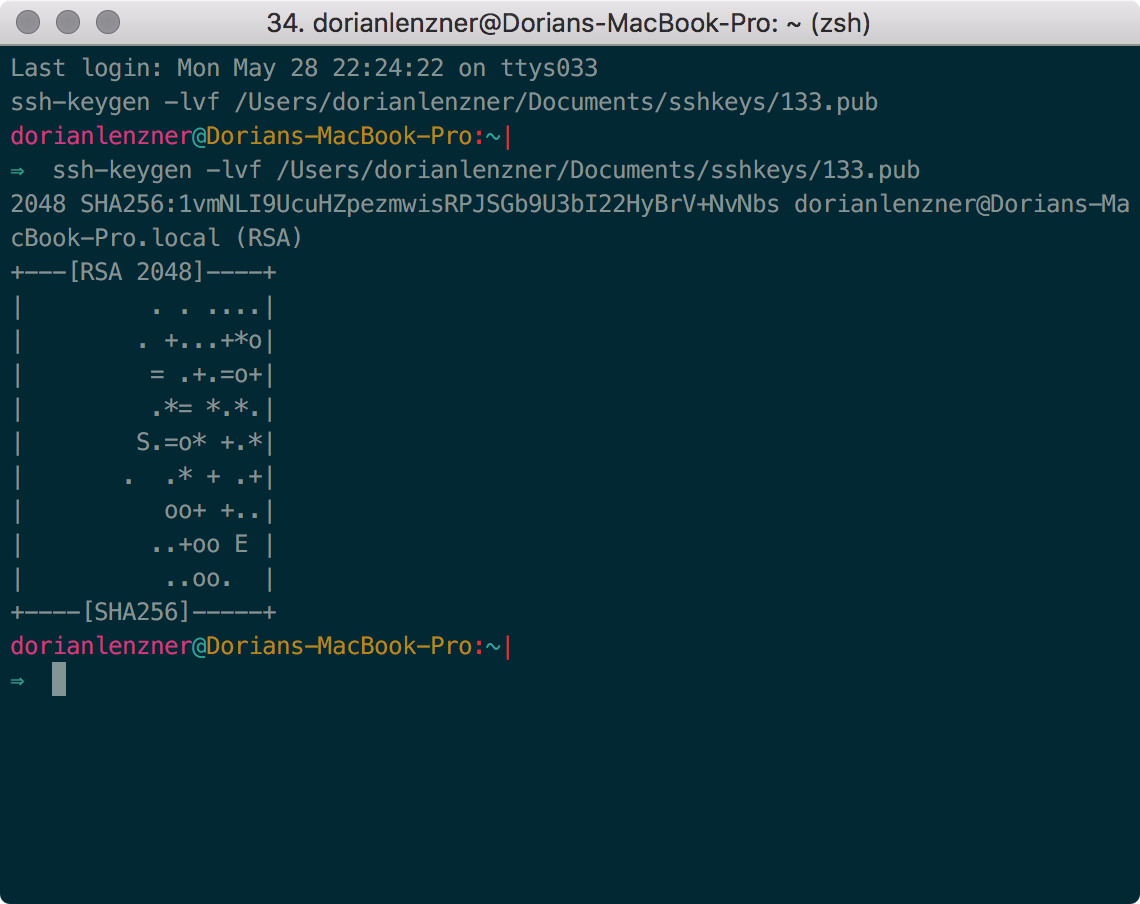 34. dorianlenzner@Dorians-MacBook-Pro: ~ (zsh)
Last login: Mon May 28 22:24:22 on ttys033
ssh-keygen -lvf /Users/dorianlenzner/Documents/sshkeys/133.pub
dorianlenzner@Dorians-MacBook-Pro:~|
⇒  ssh-keygen -lvf /Users/dorianlenzner/Documents/sshkeys/133.pub
2048 SHA256:1vmNLI9UcuHZpezmwisRPJSGb9U3bI22HyBrV+NvNbs dorianlenzner@Dorians-Ma
cBook-Pro.local (RSA)
+---[RSA 2048]----+
|         . . ....|
|        . +...+*o|
|         = .+.=o+|
|         .*= *.*.|
|        S.=o* +.*|
|       .  .* + .+|
|          oo+ +..|
|         ..+oo E |
|          ..oo.  |
+----[SHA256]-----+
dorianlenzner@Dorians-MacBook-Pro:~|
⇒